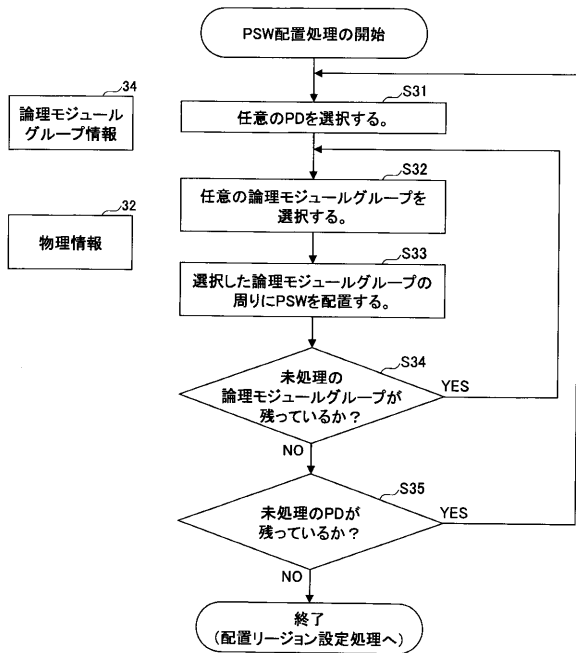 PSW配置処理の開始
34
論理モジュール
グループ情報
S31
任意のPDを選択する。
32
物理情報
S32
任意の論理モジュールグループを
選択する。
S33
選択した論理モジュールグループの
周りにPSWを配置する。
S34
未処理の
論理モジュールグループが
残っているか?
YES
NO
S35
未処理のPDが
残っているか?
YES
NO
終了
(配置リージョン設定処理へ)